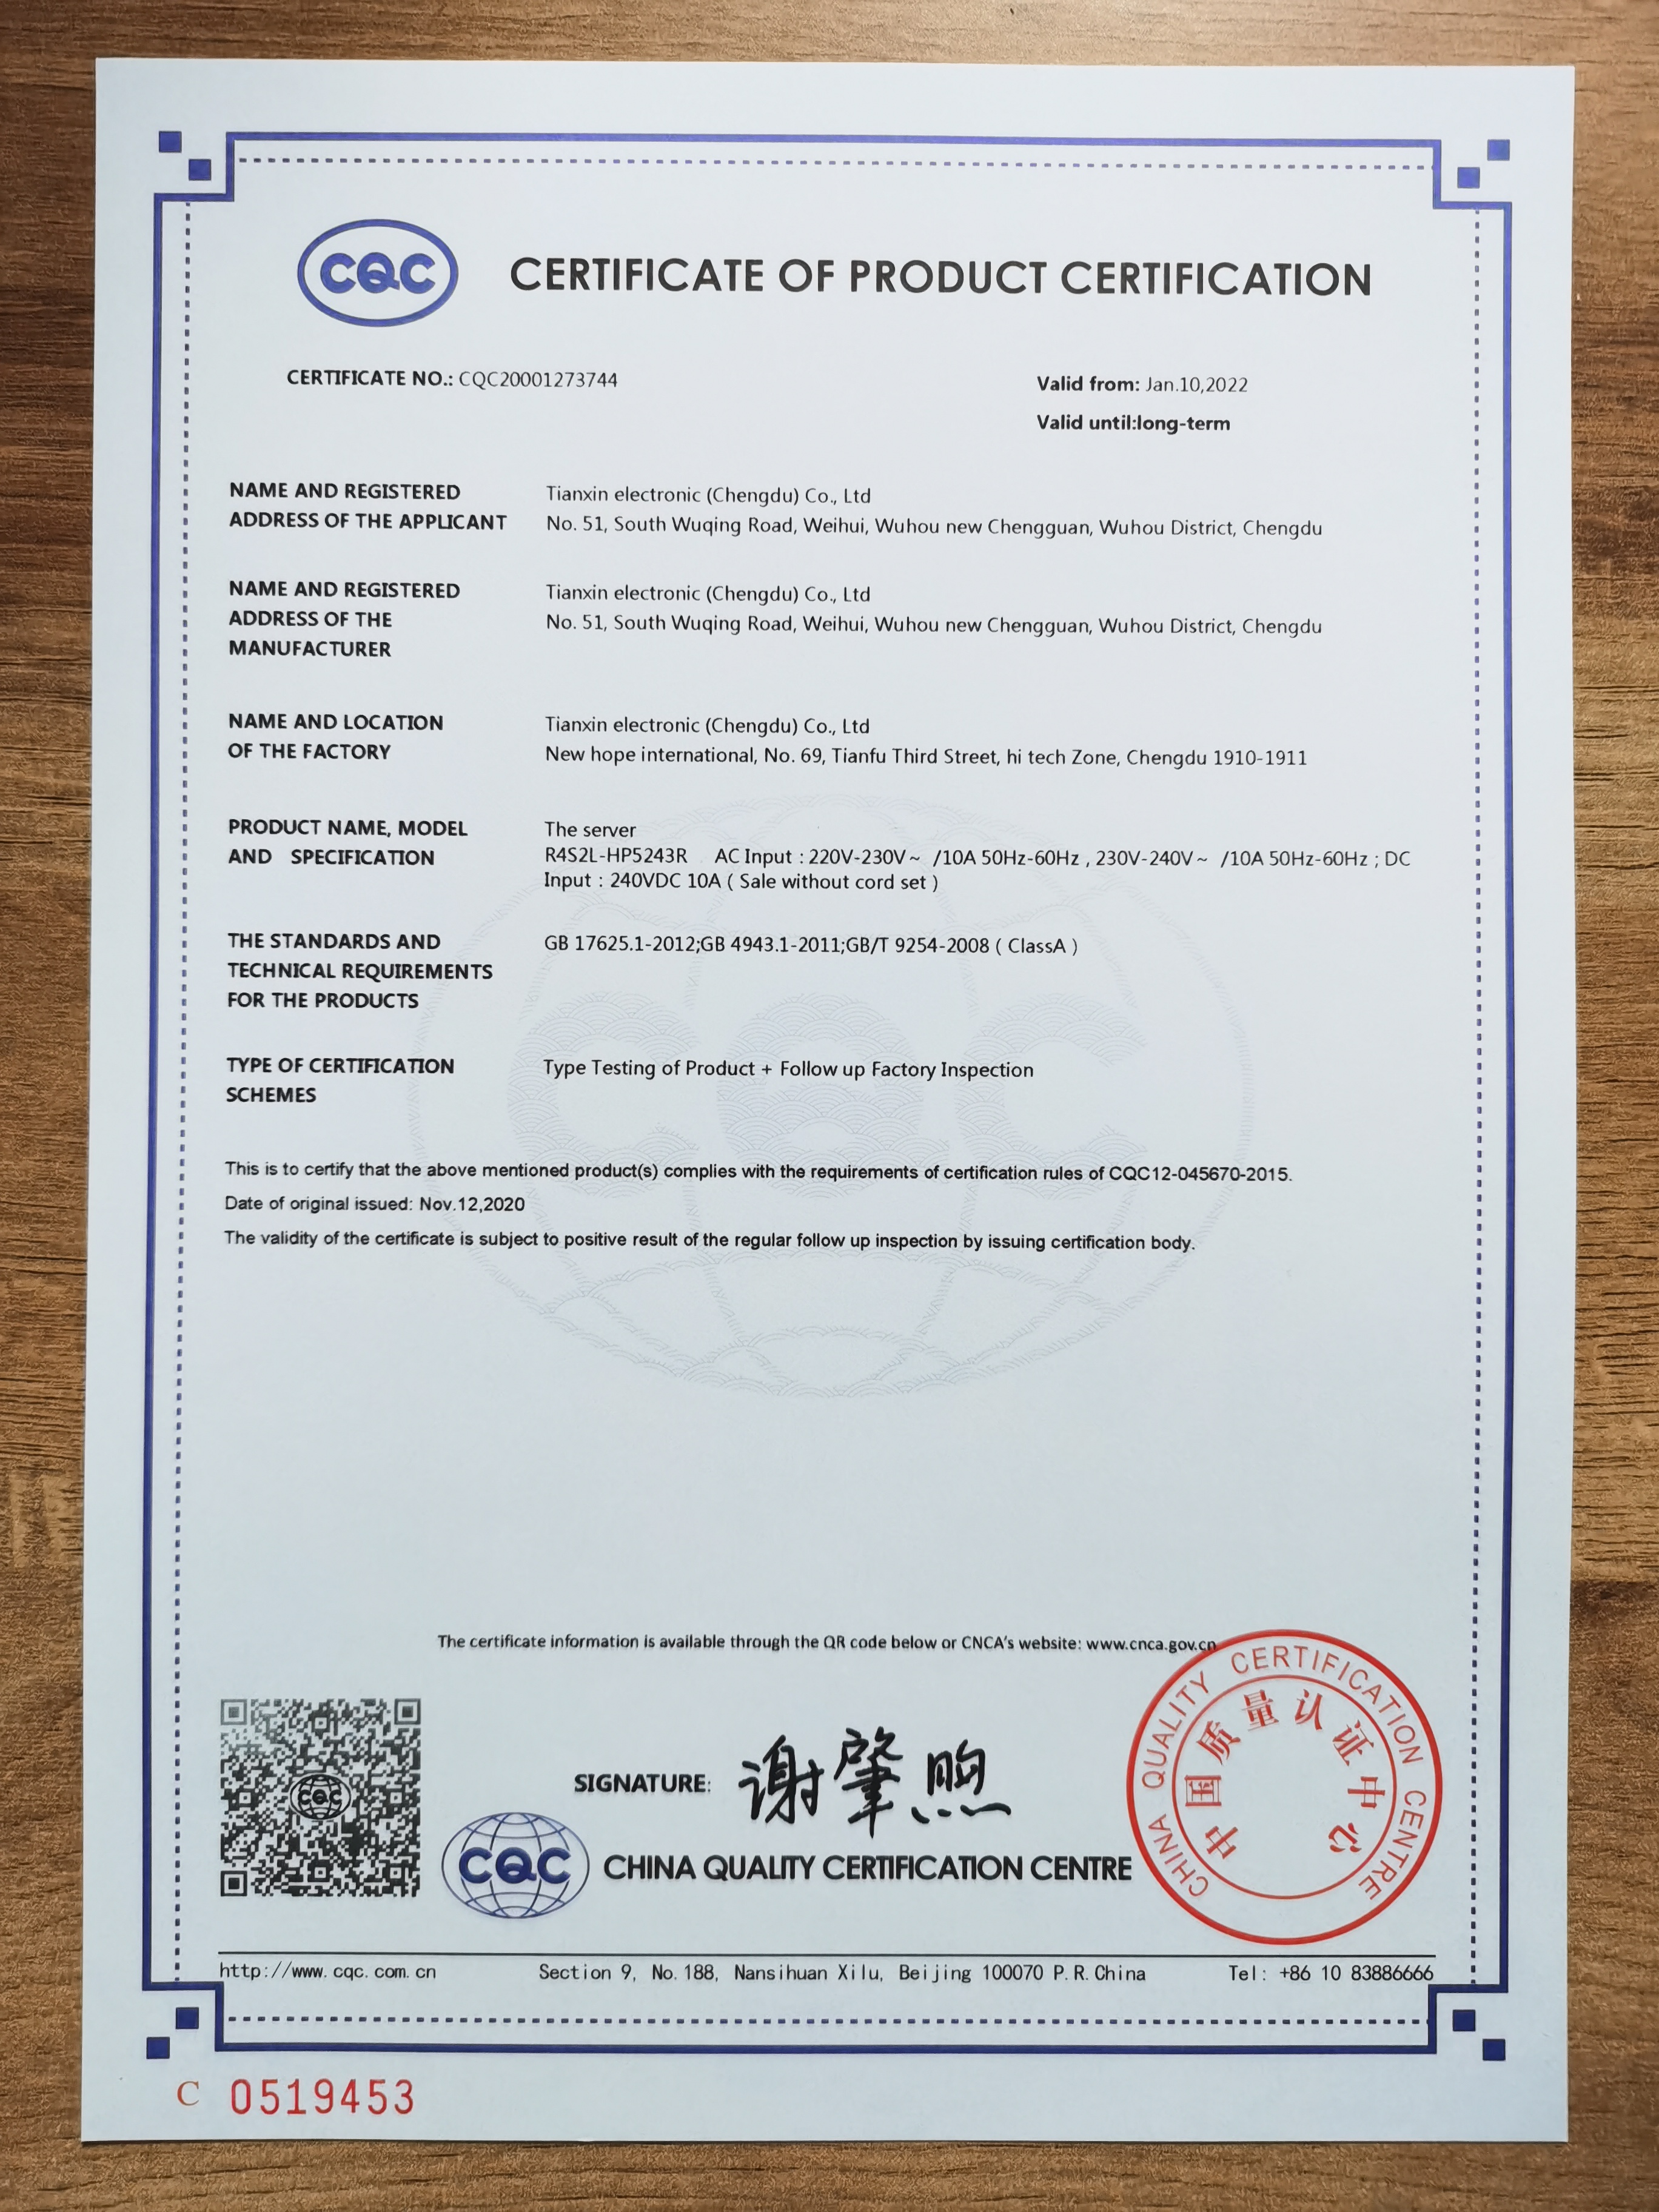 CQC
CERTIFICATE OF PRODUCT CERTIFICATION
CERTIFICATE NO.: CQC20001273744
Valid from: Jan.10,2022
Valid until:long-term
NAME AND REGISTERED
ADDRESS OF THE APPLICANT
Tianxin electronic (Chengdu) Co., Ltd
No. 51, South Wuqing Road, Weihui, Wuhou new Chengguan, Wuhou District, Chengdu
NAME AND REGISTERED
ADDRESS OF THE
MANUFACTURER
Tianxin electronic (Chengdu) Co., Ltd
No. 51, South Wuqing Road, Weihui, Wuhou new Chengguan, Wuhou District, Chengdu
NAME AND LOCATION
OF THE FACTORY
Tianxin electronic (Chengdu) Co., Ltd
New hope international, No. 69, Tianfu Third Street, hi tech Zone, Chengdu 1910-1911
PRODUCT NAME, MODEL
AND SPECIFICATION
The server
R4S2L-HP5243R AC Input : 220V-230V~ /10A 50Hz-60Hz , 230V-240V~ /10A 50Hz-60Hz ; DC
Input : 240VDC 10A ( Sale without cord set )
THE STANDARDS AND
TECHNICAL REQUIREMENTS
FOR THE PRODUCTS
GB 17625.1-2012;GB 4943.1-2011;GB/T 9254-2008 ( ClassA )
TYPE OF CERTIFICATION
SCHEMES
Type Testing of Product + Follow up Factory Inspection
CQC
This is to certify that the above mentioned product(s) complies with the requirements of certification rules of CQC12-045670-2015.
Date of original issued: Nov.12,2020
The validity of the certificate is subject to positive result of the regular follow up inspection by issuing certification body.
The certificate information is available through the QR code below or CNCA's website: www.cnca.gov.cn
CQC
SIGNATURE:
谢肇煦
CQC
CHINA QUALITY CERTIFICATION CENTRE
CHINA QUALITY CERTIFICATION CENTRE
中国质量认证中心
http://www.cqc.com.cn
Section 9, No.188, Nansihuan Xilu, Beijing 100070 P.R.China
Tel: +86 10 83886666
C 0519453